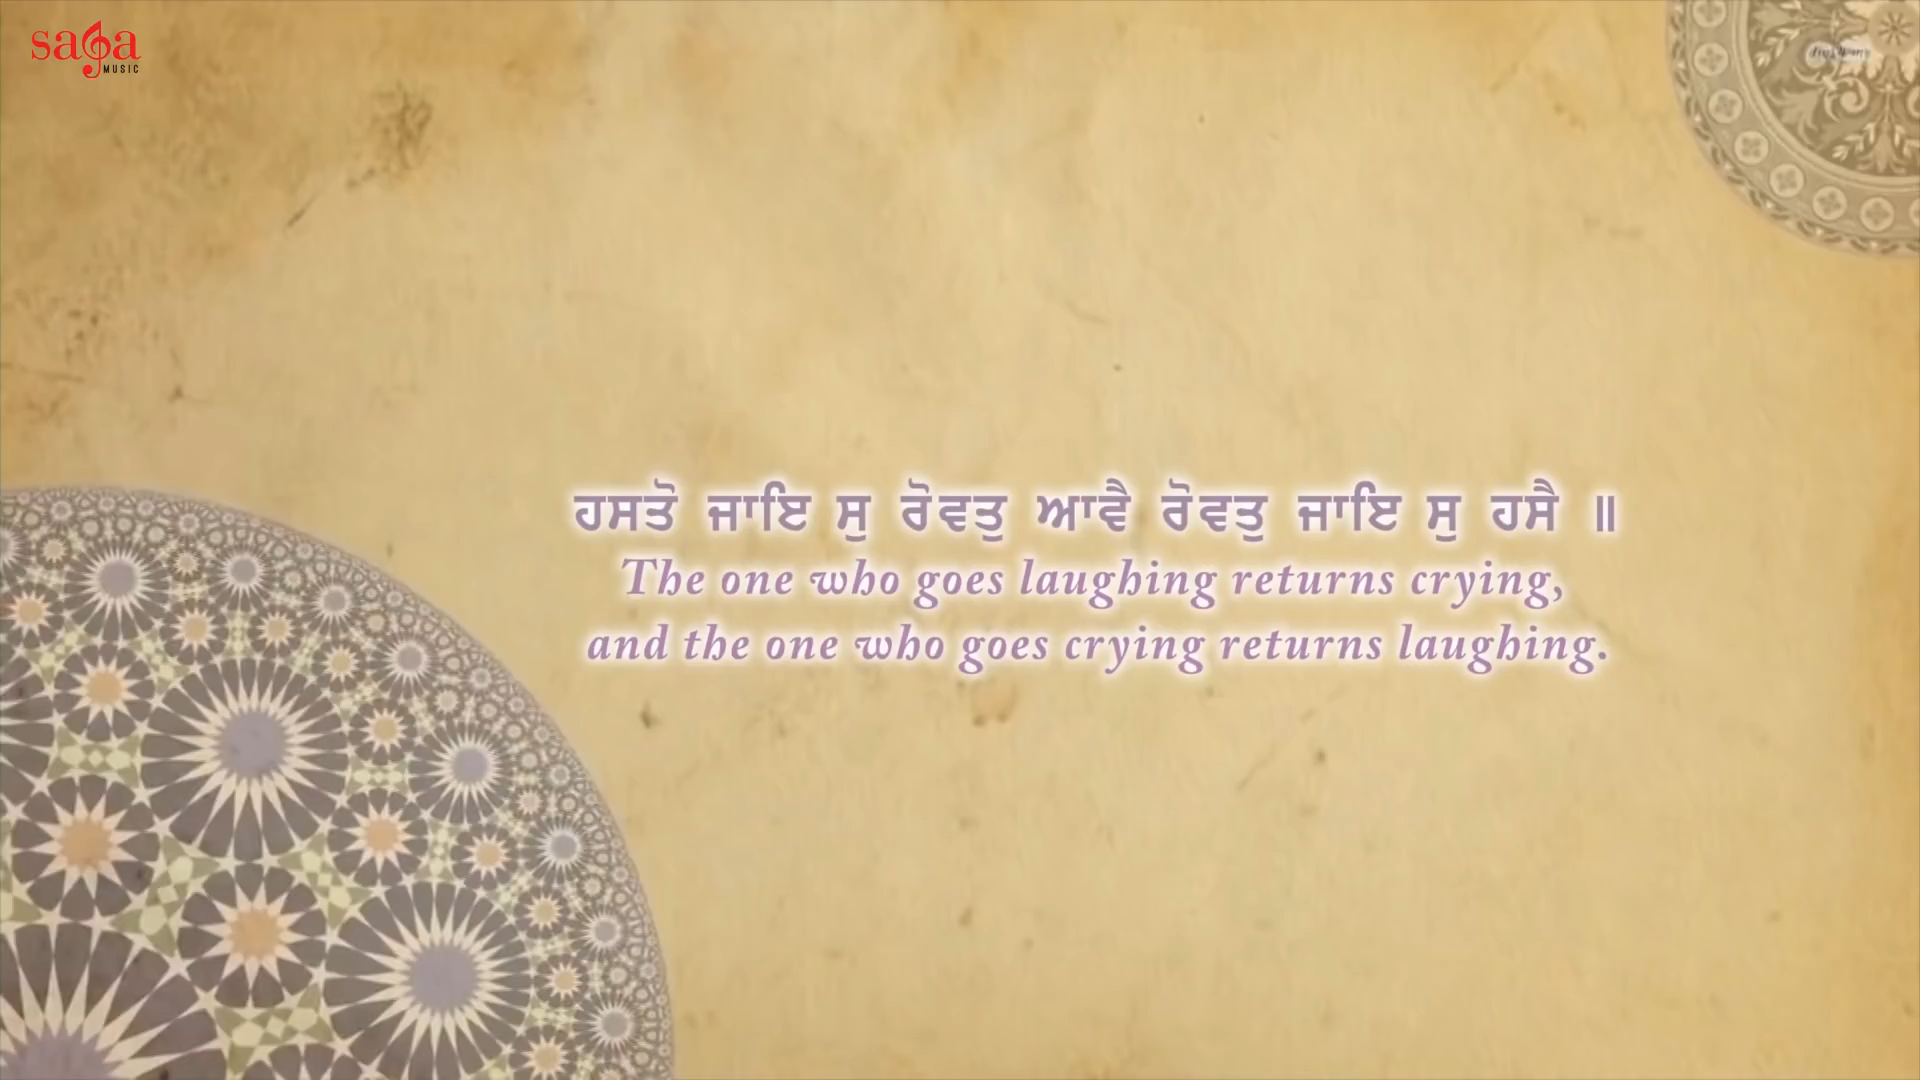 saga
MUSIC
ਹਸਤੋ ਜਾਇ ਸੁ ਰੋਵਤੁ ਆਵੈ ਰੋਵਤੁ ਜਾਇ ਸੁ ਹਸੈ ॥
The one who goes laughing returns crying,
and the one who goes crying returns laughing.